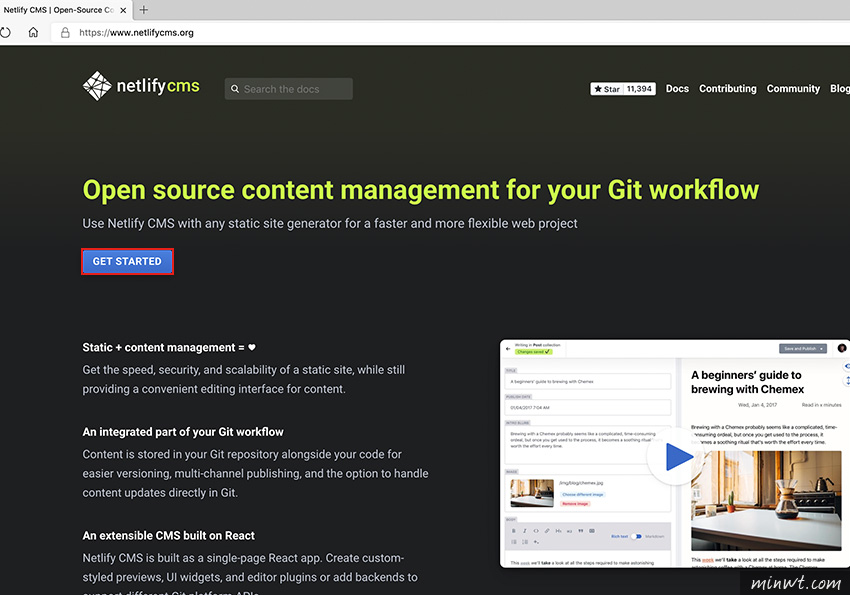 Netlify CMS | Open-Source Co
https://www.netlifycms.org
netlifycms
Search the docs
Star 11,394
Docs
Contributing
Community
Blog
Open source content management for your Git workflow
Use Netlify CMS with any static site generator for a faster and more flexible web project
GET STARTED
Static + content management = ♥
Get the speed, security, and scalability of a static site, while still
providing a convenient editing interface for content.
An integrated part of your Git workflow
Content is stored in your Git repository alongside your code for
easier versioning, multi-channel publishing, and the option to handle
content updates directly in Git.
An extensible CMS built on React
Netlify CMS is built as a single-page React app. Create custom-
styled previews, UI widgets, and editor plugins or add backends to
support different Git platform APIs.
Writing in Post collection
Changes saved
Save and Publish
TITLE
A beginners' guide to brewing with Chemex
PUBLISH DATE
01/04/2017 7:04 AM
Brewing with a Chemex probably seems like a complicated, time-consuming
ordeal, but once you get used to the process, it becomes a soothing ritual
that's worth the effort every time.
IMAGE
/img/blog/chemex.jpg
Choose different image
Remove image
BODY
Rich text
Markdown
This week we'll take a look at all the steps required to make
A beginners' guide to
brewing with Chemex
Wed, Jan 4, 2017
Read in x minutes
Brewing with a Chemex probably seems like a complicated, time-
consuming ordeal, but once you get used to the process, it
becomes a soothing ritual that's worth the effort every time.
This week we'll take a look at all the steps required to make
minwt.com